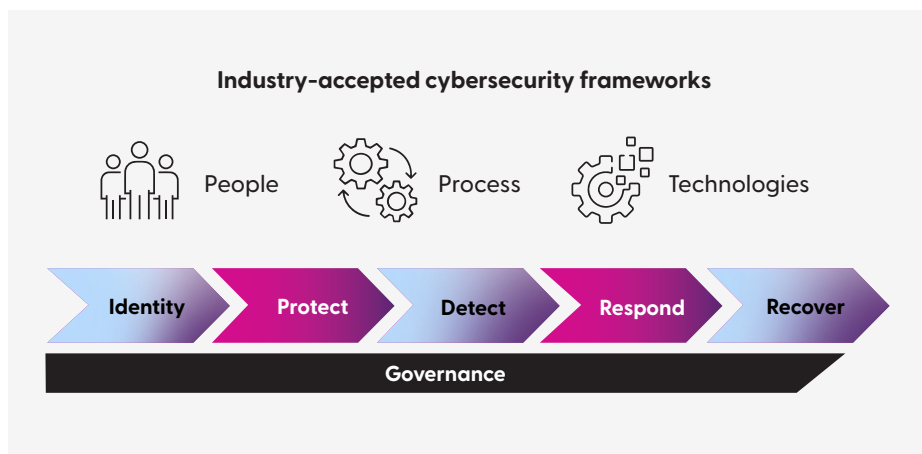 Industry-accepted cybersecurity frameworks
People Process Technologies
Identity Protect Detect Respond Recover
Governance